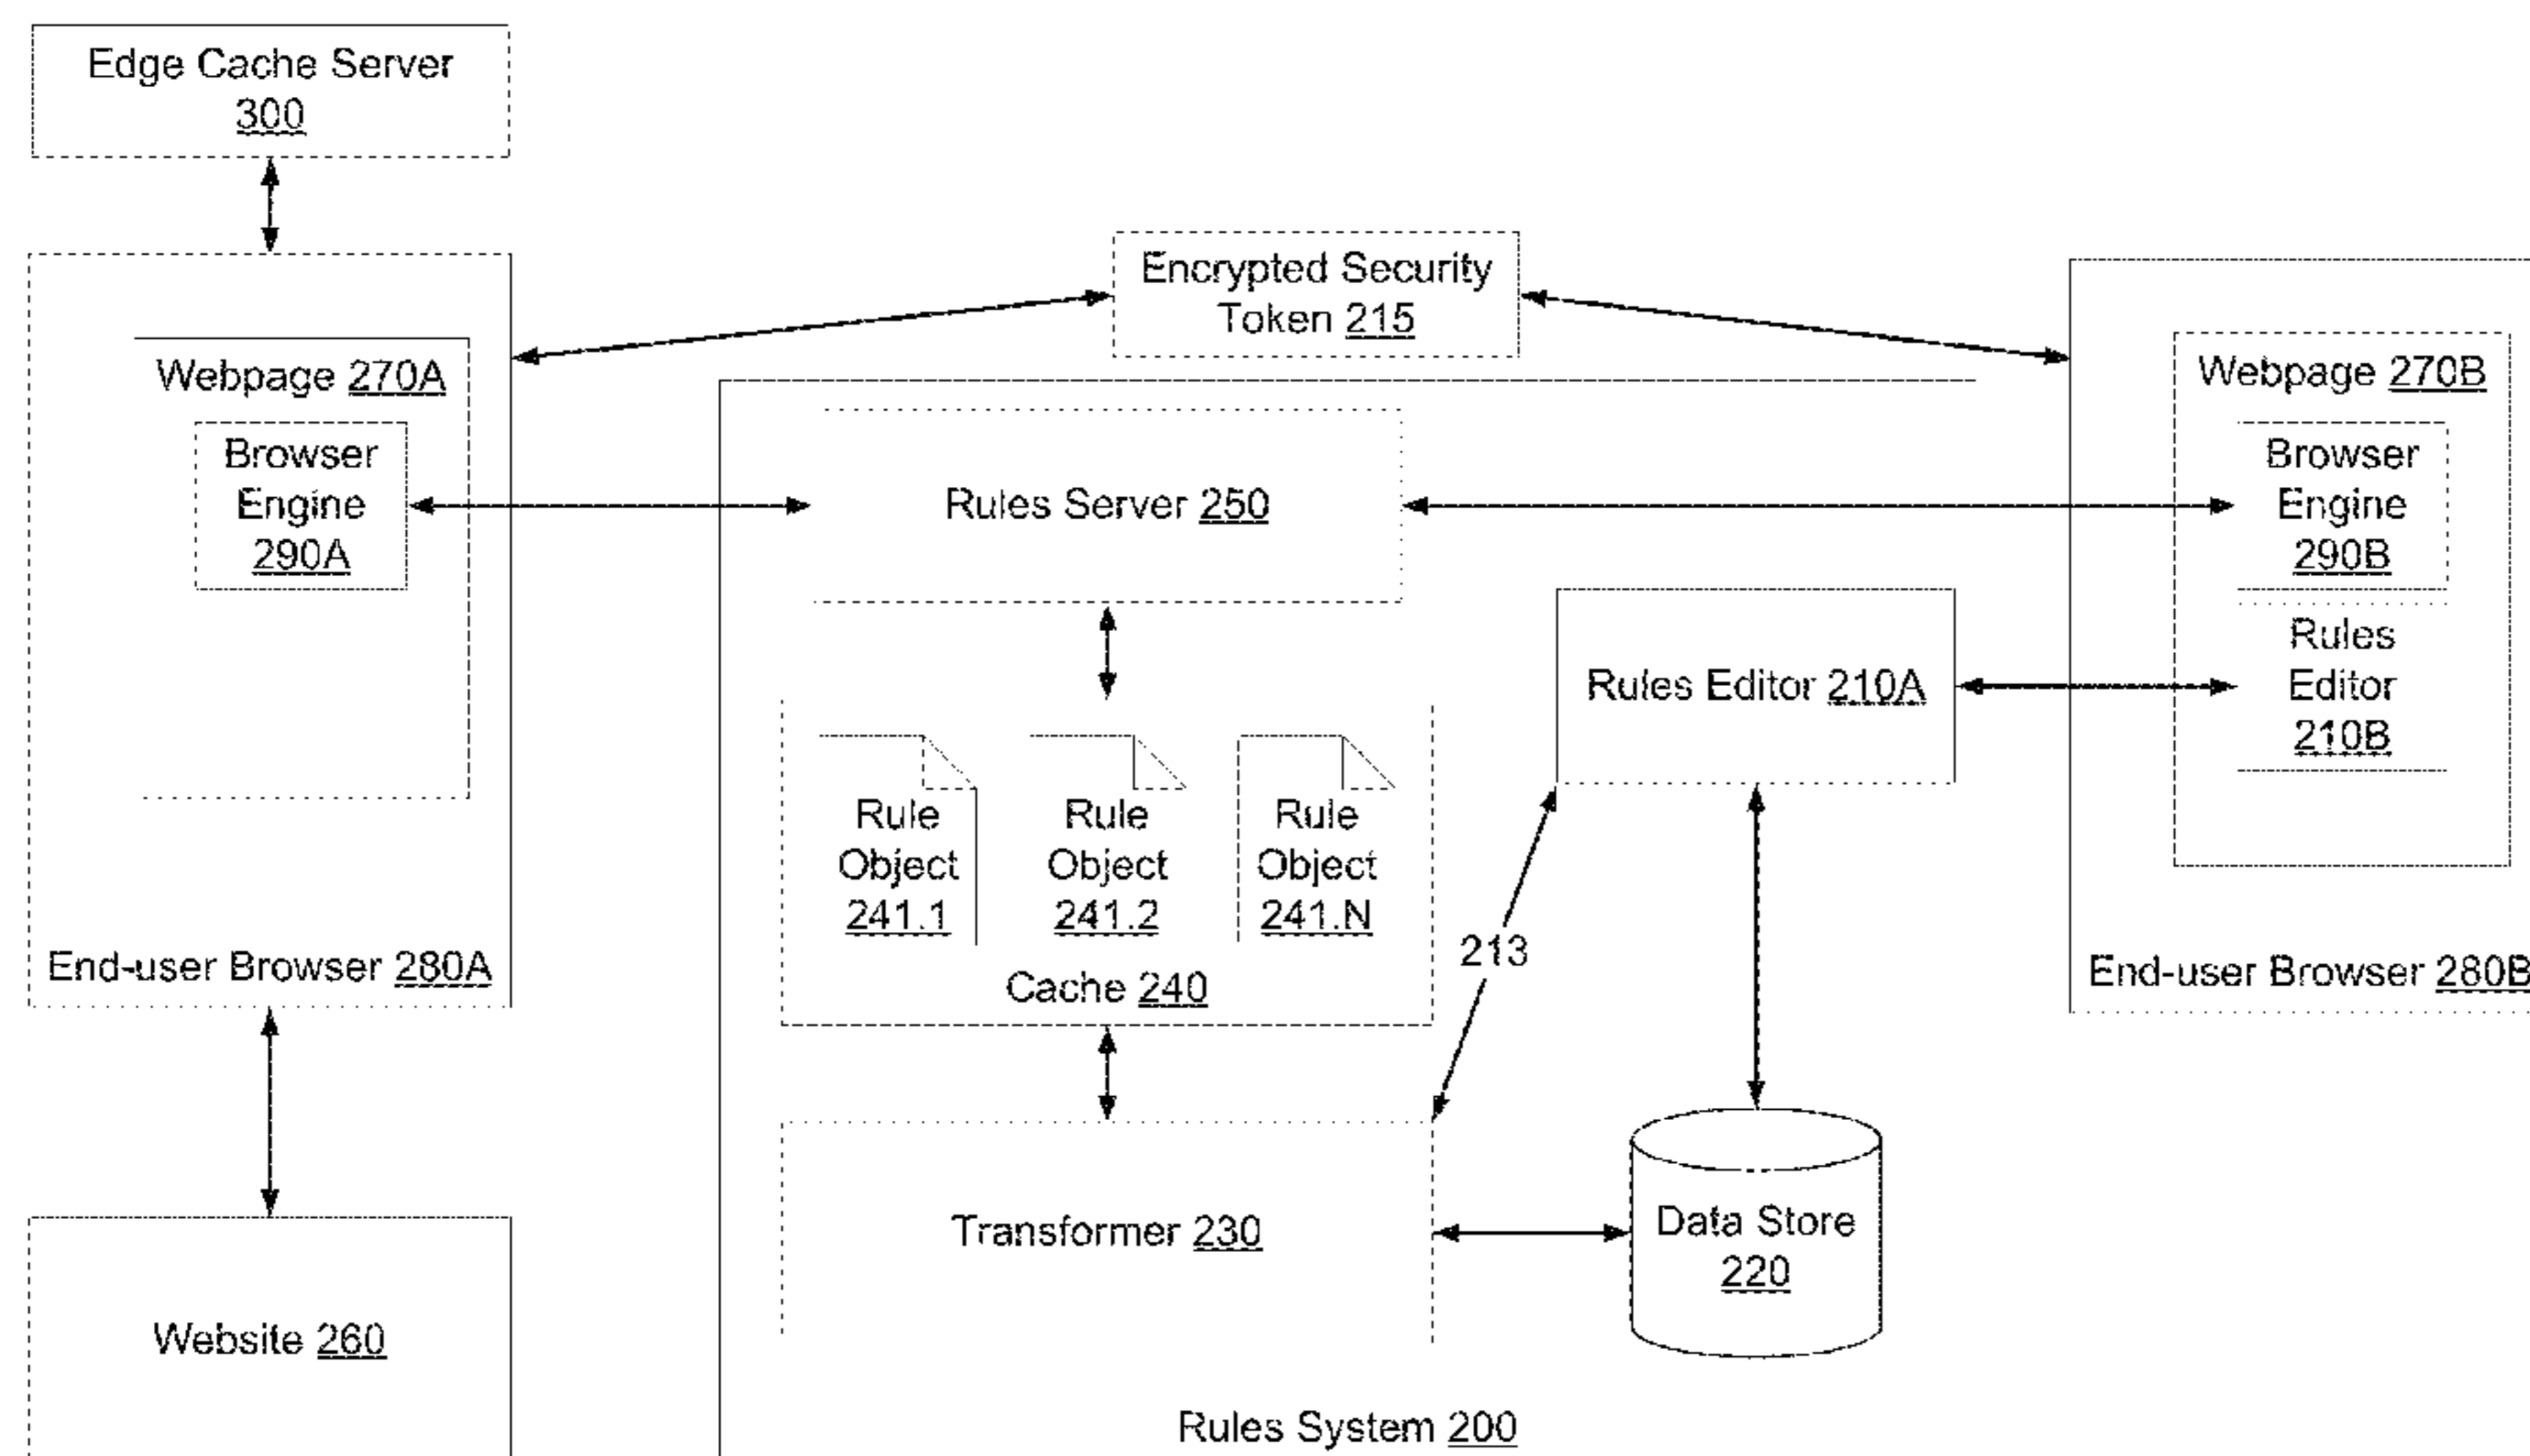 Edge Cache Server
300
Encrypted Security
Token 215
Webpage 270A
Browser
Engine
290A
End-user Browser 280A
Website 260
Rules Server 250
Rule
Object
241.1
Rule
Object
241.2
Rule
Object
241.N
Cache 240
Transformer 230
213
Rules Editor 210A
Data Store
220
Rules System 200
Webpage 270B
Browser
Engine
290B
Rules
Editor
210B
End-user Browser 280B